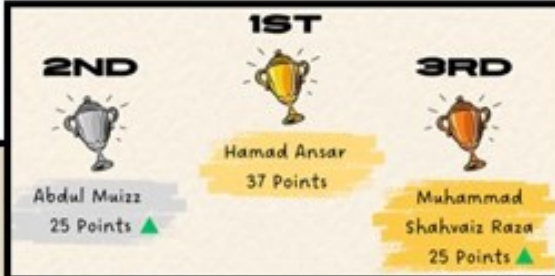 1ST
Hamad Ansar
37 Points
2ND
Abdul Muizz
25 Points
3RD
Muhammad
Shahvaiz Raza
25 Points